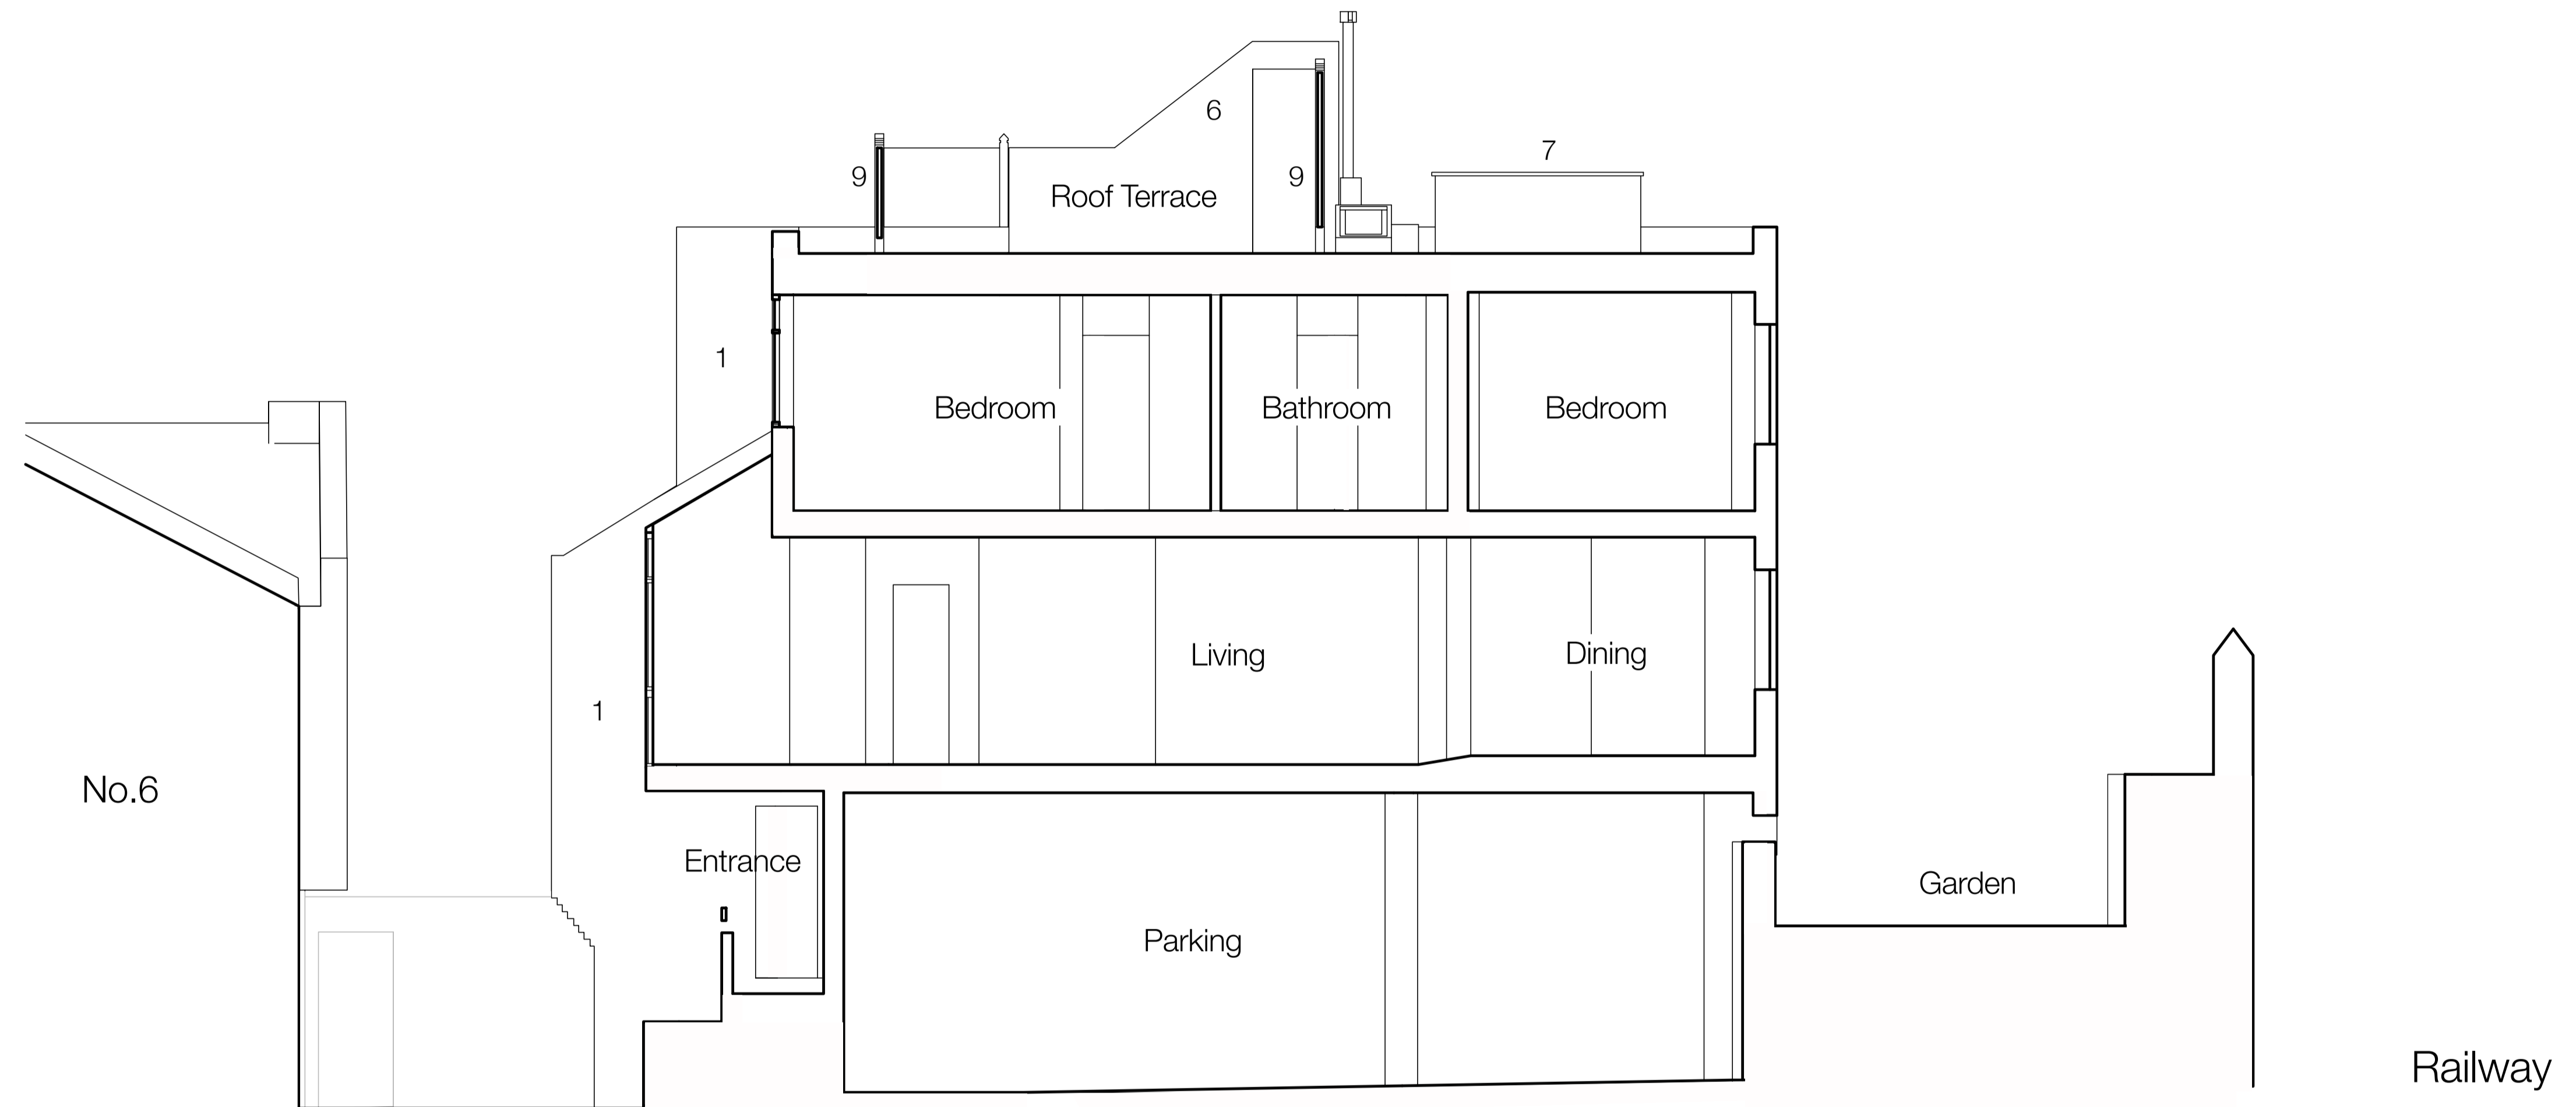 6
7
9
9
Roof Terrace
1
Bedroom
Bathroom
Bedroom
Living
Dining
1
No.6
Entrance
Garden
Parking
Railway